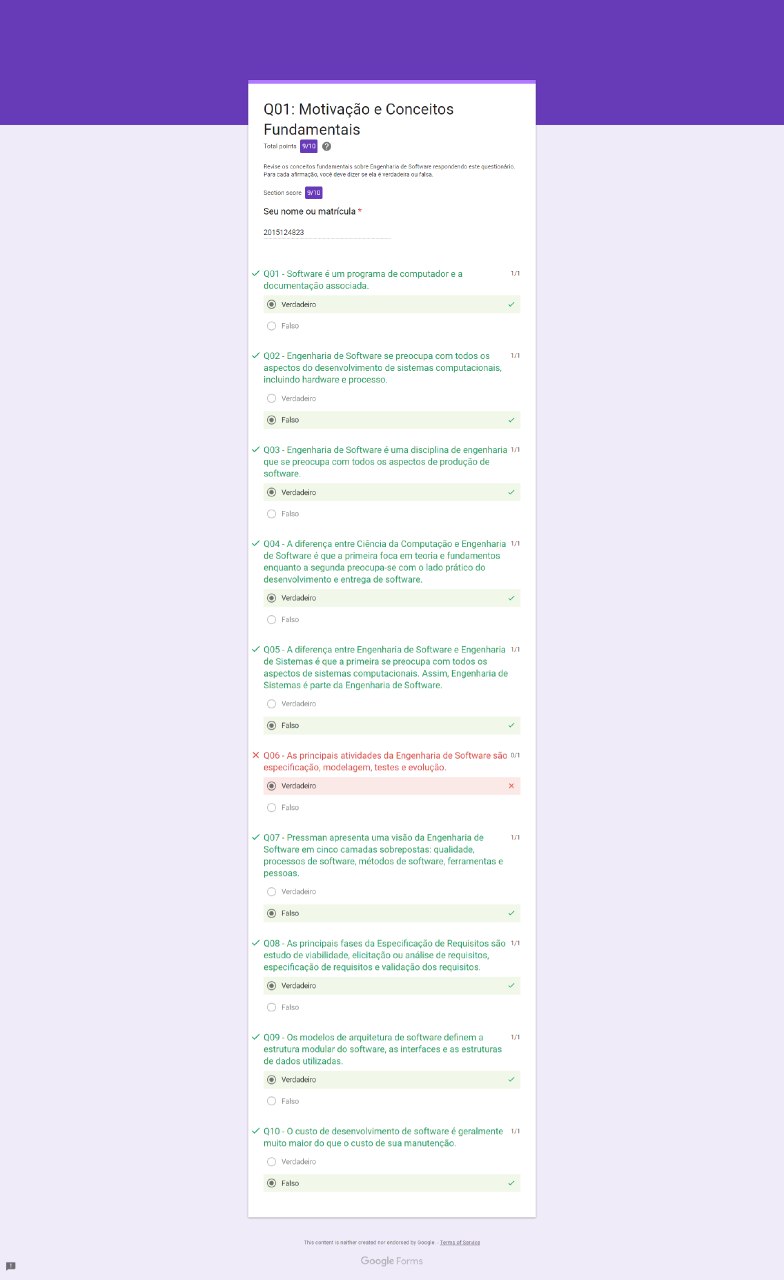 Q01: Motivação e Conceitos
Fundamentais
Total points 9/10 ?
Revise os conceitos fundamentais sobre Engenharia de Software respondendo este questionário.
Para cada afirmação, você deve dizer se ela é verdadeira ou falsa.
Section score 9/10
Seu nome ou matrícula *
2015124823
Q01 - Software é um programa de computador e a 1/1
documentação associada.
Verdadeiro
Falso
Q02 - Engenharia de Software se preocupa com todos os 1/1
aspectos do desenvolvimento de sistemas computacionais,
incluindo hardware e processo.
Verdadeiro
Falso
Q03 - Engenharia de Software é uma disciplina de engenharia 1/1
que se preocupa com todos os aspectos de produção de
software.
Verdadeiro
Falso
Q04 - A diferença entre Ciência da Computação e Engenharia 1/1
de Software é que a primeira foca em teoria e fundamentos
enquanto a segunda preocupa-se com o lado prático do
desenvolvimento e entrega de software.
Verdadeiro
Falso
Q05 - A diferença entre Engenharia de Software e Engenharia 1/1
de Sistemas é que a primeira se preocupa com todos os
aspectos de sistemas computacionais. Assim, Engenharia de
Sistemas é parte da Engenharia de Software.
Verdadeiro
Falso
Q06 - As principais atividades da Engenharia de Software são 0/1
especificação, modelagem, testes e evolução.
Verdadeiro
Falso
Q07 - Pressman apresenta uma visão da Engenharia de 1/1
Software em cinco camadas sobrepostas: qualidade,
processos de software, métodos de software, ferramentas e
pessoas.
Verdadeiro
Falso
Q08 - As principais fases da Especificação de Requisitos são 1/1
estudo de viabilidade, elicitação ou análise de requisitos,
especificação de requisitos e validação dos requisitos.
Verdadeiro
Falso
Q09 - Os modelos de arquitetura de software definem a 1/1
estrutura modular do software, as interfaces e as estruturas
de dados utilizadas.
Verdadeiro
Falso
Q10 - O custo de desenvolvimento de software é geralmente 1/1
muito maior do que o custo de sua manutenção.
Verdadeiro
Falso
This content is neither created nor endorsed by Google. - Terms of Service
Google Forms